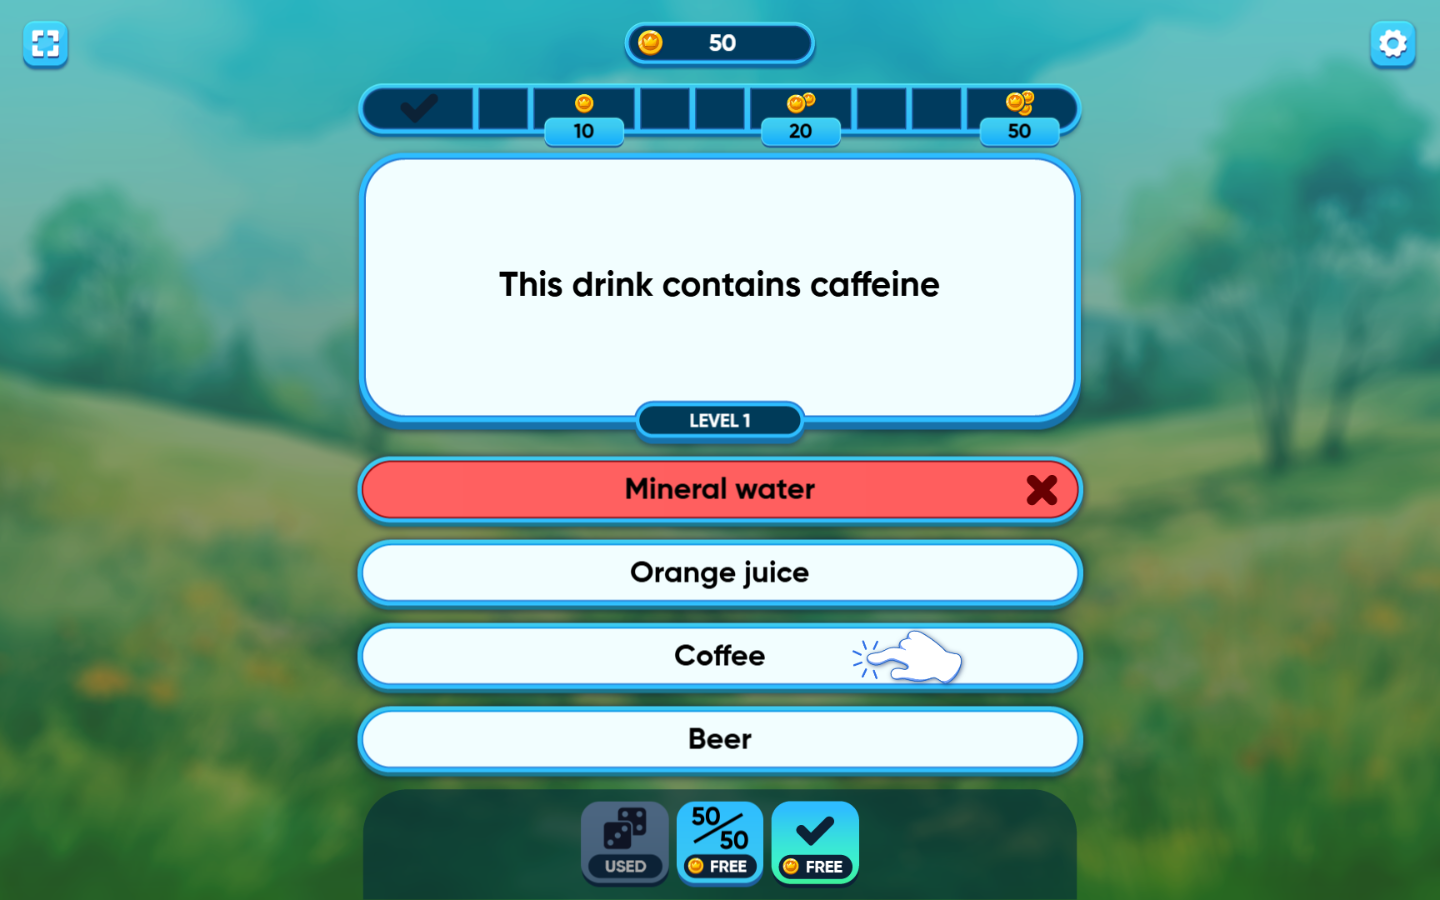 50
10
20
50
This drink contains caffeine
LEVEL 1
Mineral water
Orange juice
Coffee
Beer
50/50
USED
FREE
FREE